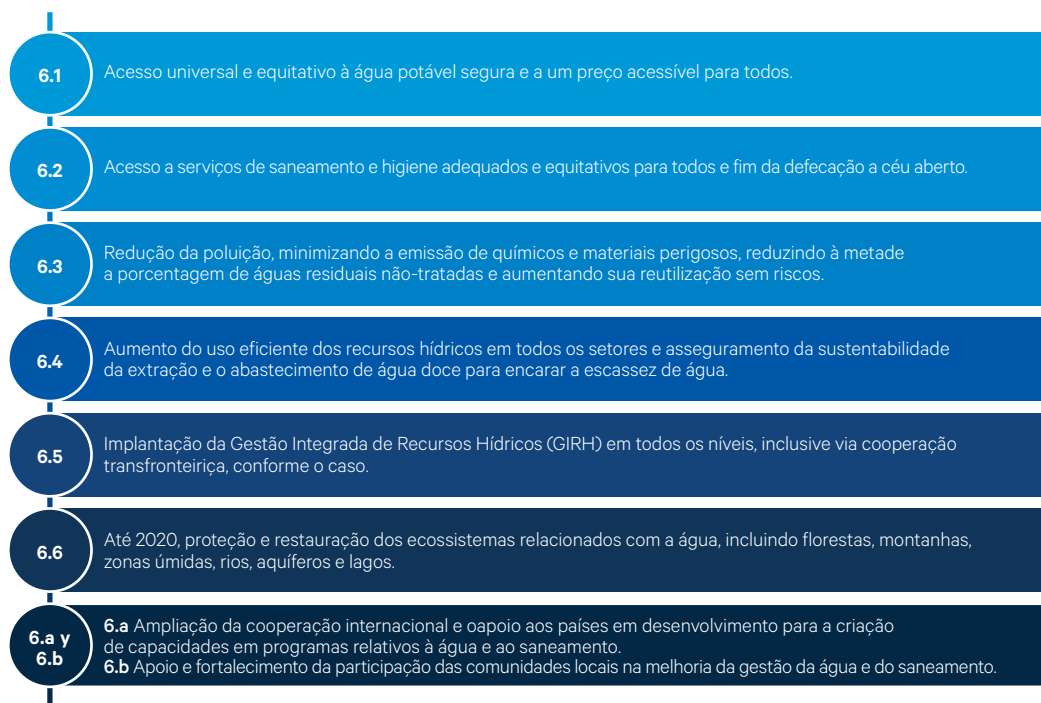 6.1
Acesso universal e equitativo à água potável segura e a um preço acessível para todos.
6.2
Acesso a serviços de saneamento e higiene adequados e equitativos para todos e fim da defecação a céu aberto.
6.3
Redução da poluição, minimizando a emissão de químicos e materiais perigosos, reduzindo à metade
a porcentagem de águas residuais não-tratadas e aumentando sua reutilização sem riscos.
6.4
Aumento do uso eficiente dos recursos hídricos em todos os setores e asseguramento da sustentabilidade
da extração e o abastecimento de água doce para encarar a escassez de água.
6.5
Implantação da Gestão Integrada de Recursos Hídricos (GIRH) em todos os níveis, inclusive via cooperação
transfronteiriça, conforme o caso.
6.6
Até 2020, proteção e restauração dos ecossistemas relacionados com a água, incluindo florestas, montanhas,
zonas úmidas, rios, aquíferos e lagos.
6.a y
6.b
6.a Ampliação da cooperação internacional e oapoio aos países em desenvolvimento para a criação
de capacidades em programas relativos à água e ao saneamento.
6.b Apoio e fortalecimento da participação das comunidades locais na melhoria da gestão da água e do saneamento.